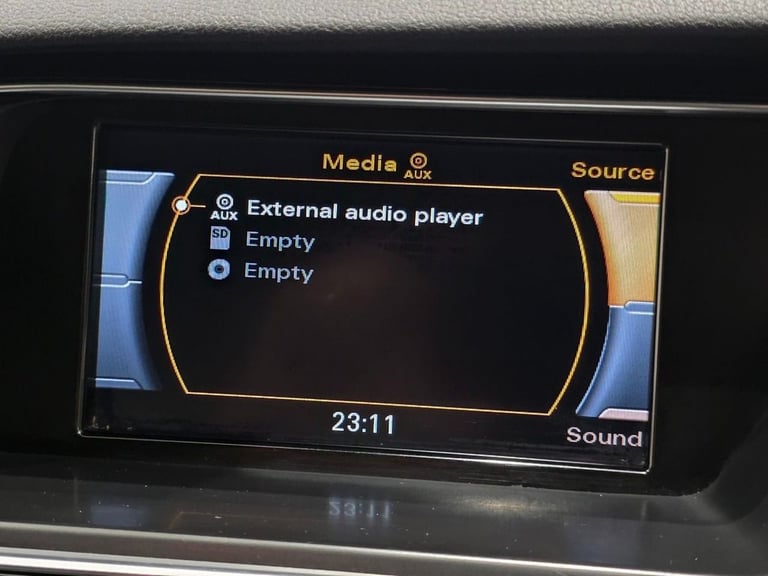 Media AUX
Source
AUX External audio player
SD Empty
Empty
23:11
Sound